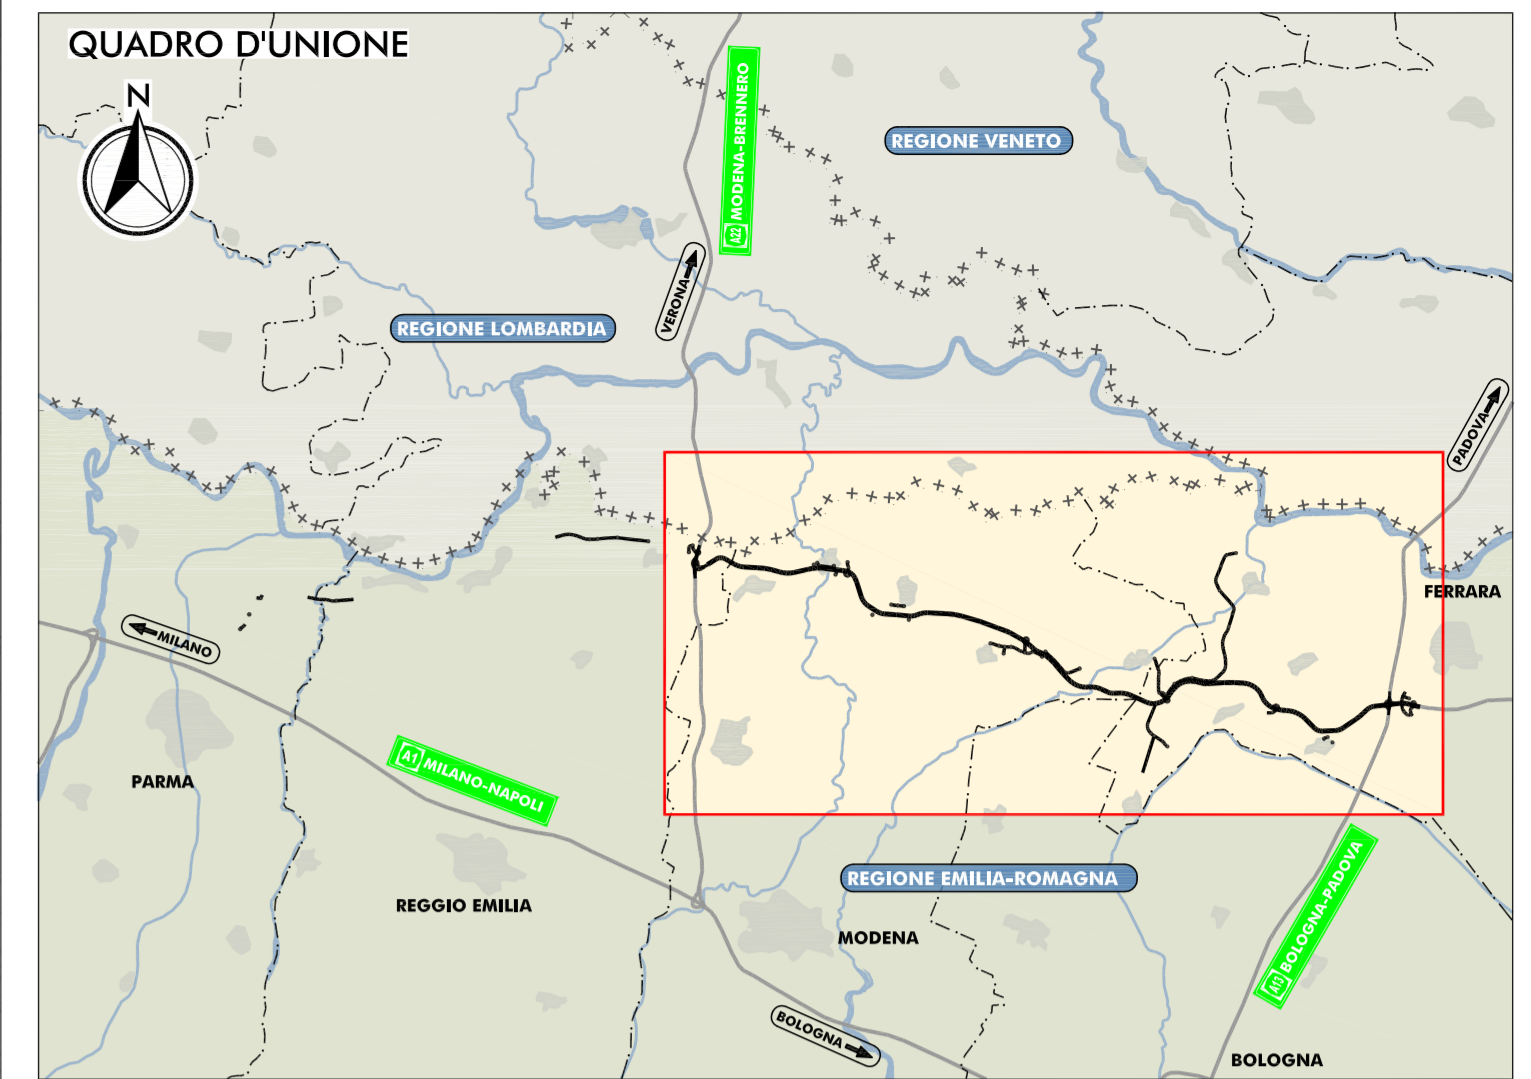 QUADRO D'UNIONE
N
A22 MODENA-BRENNERO
REGIONE VENETO
VERONA
REGIONE LOMBARDIA
PADOVA
FERRARA
MILANO
A1 MILANO-NAPOLI
PARMA
REGIONE EMILIA-ROMAGNA
REGGIO EMILIA
MODENA
A13 BOLOGNA-PADOVA
BOLOGNA
BOLOGNA